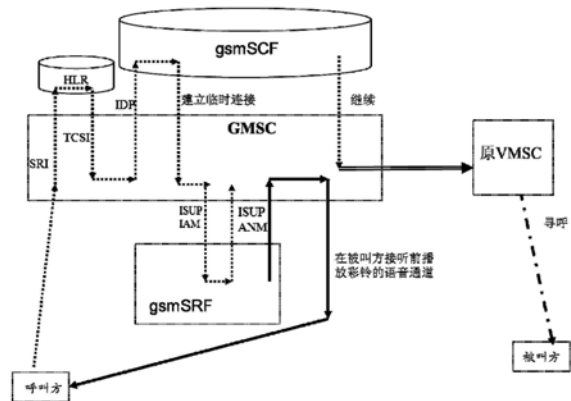 gsmSCF
HLR
IDP
建立临时连接
继续
GMSC
TCSI
SRI
原VMSC
ISUP
IAM
ISUP
ANM
寻呼
在被叫方接听前播
放彩铃的语音通道
gsmSRF
呼叫方
被叫方